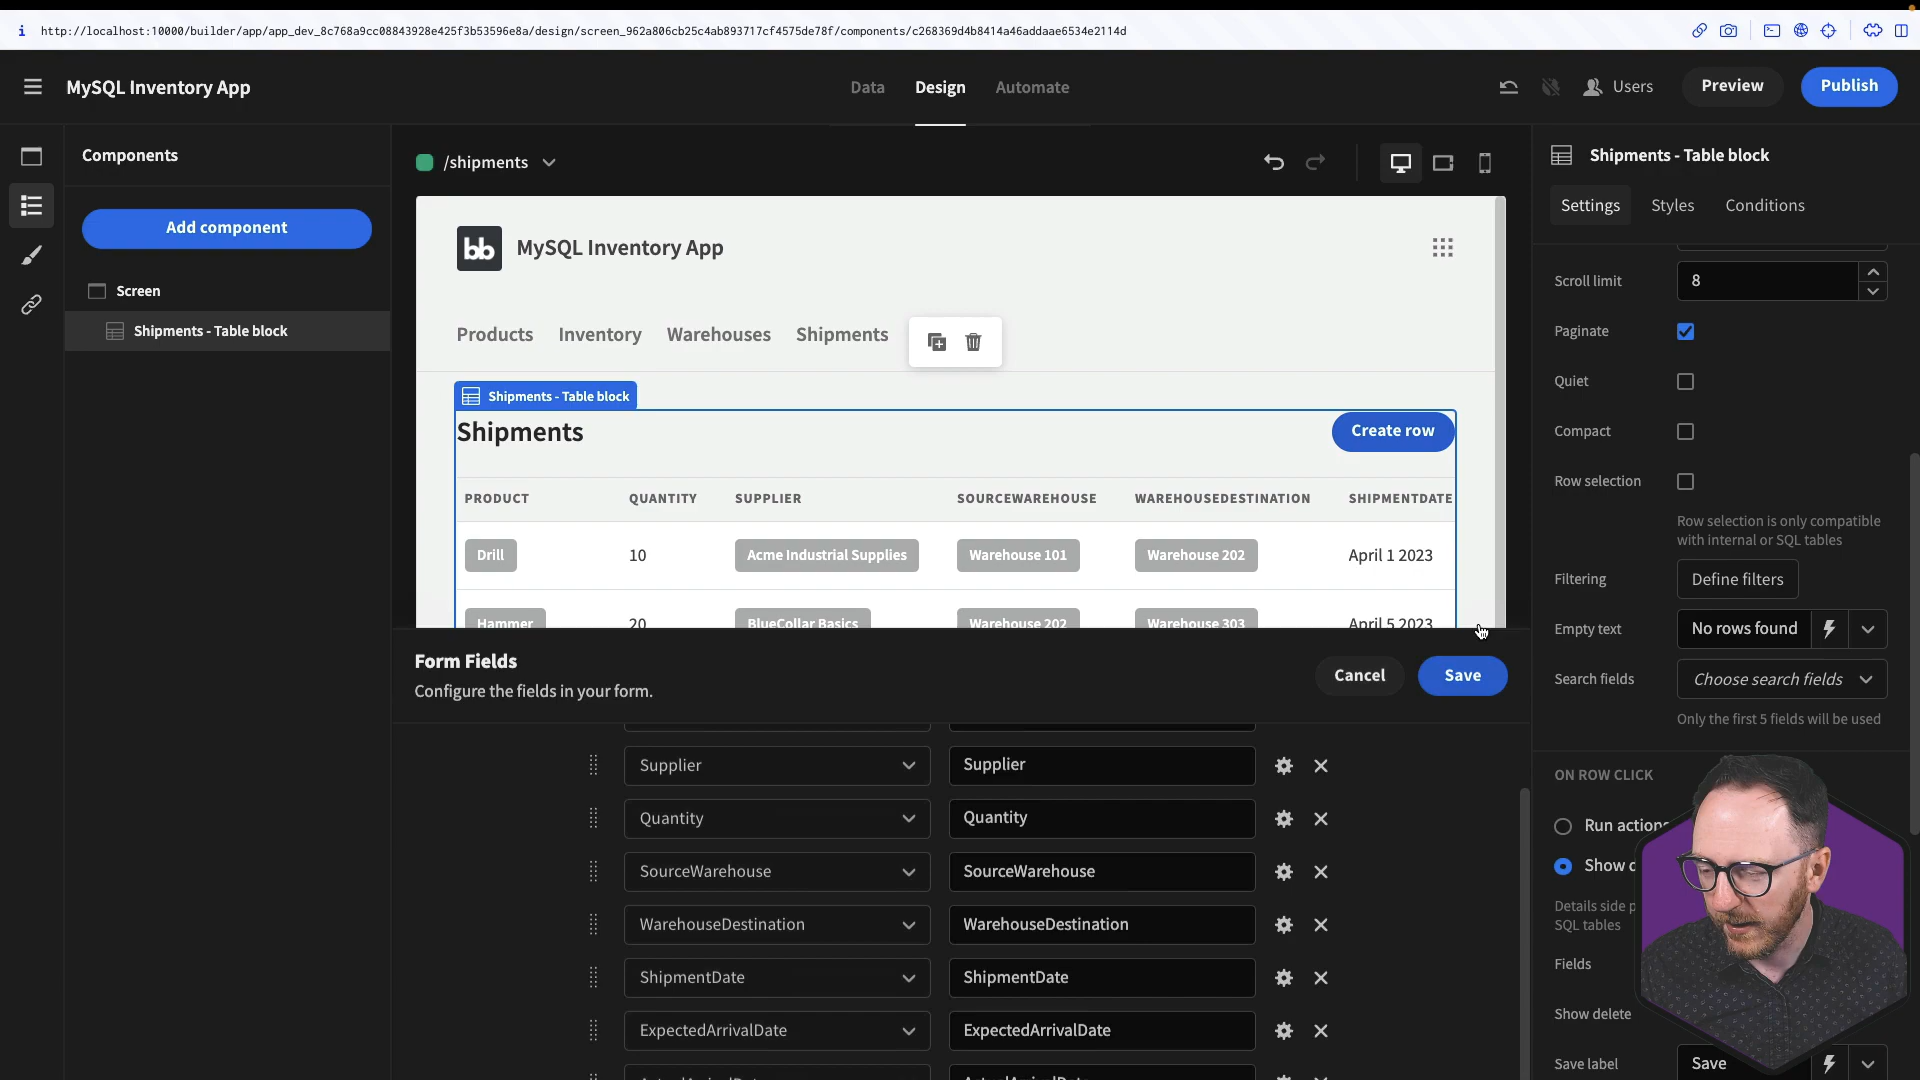 http://localhost:10000/builder/app/app_dev_8c768a9cc08843928e425f3b53596e8a/design/screen_962a806cb25c4ab893717cf4575de78f/components/c268369d4b8414a46addaae6534e2114d
MySQL Inventory App
Data
Design
Automate
Users
Preview
Publish
Components
Add component
Screen
Shipments - Table block
/shipments
bb
MySQL Inventory App
Products
Inventory
Warehouses
Shipments
Shipments - Table block
Shipments
Create row
PRODUCT QUANTITY SUPPLIER SOURCEWAREHOUSE WAREHOUSEDESTINATION SHIPMENTDATE
Drill 10 Acme Industrial Supplies Warehouse 101 Warehouse 202 April 1 2023
Hammer 20 BlueCollar Basics Warehouse 202 Warehouse 303 April 5 2023
Form Fields
Configure the fields in your form.
Cancel
Save
Supplier Supplier
Quantity Quantity
SourceWarehouse SourceWarehouse
WarehouseDestination WarehouseDestination
ShipmentDate ShipmentDate
ExpectedArrivalDate ExpectedArrivalDate
Shipments - Table block
Settings
Styles
Conditions
Scroll limit 8
Paginate
Quiet
Compact
Row selection
Row selection is only compatible
with internal or SQL tables
Filtering Define filters
Empty text No rows found
Search fields Choose search fields
Only the first 5 fields will be used
ON ROW CLICK
Run actions
Show
Details side
SQL tables
Fields
Show delete
Save label Save